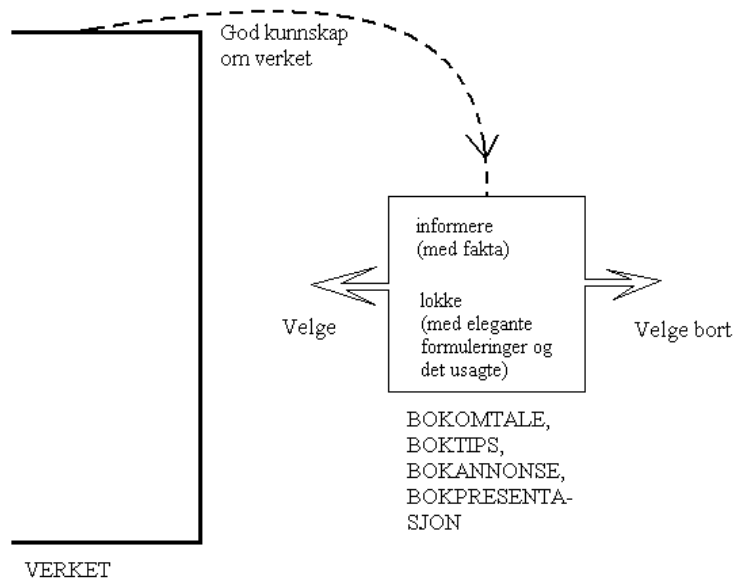 God kunnskap
om verket
informere
(med fakta)
lokke
(med elegante
formuleringer og
det usagte)
Velge
Velge bort
BOKOMTALE,
BOKTIPS,
BOKANNONSE,
BOKPRESENTA-
SJON
VERKET